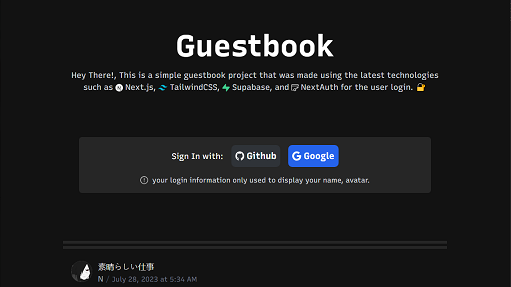 Guestbook
Hey There!, This is a simple guestbook project that was made using the latest technologies
such as Next.js, TailwindCSS, Supabase, and NextAuth for the user login. 🔐
Sign In with: Github Google
your login information only used to display your name, avatar.
素晴らしい仕事
N / July 28, 2023 at 5:34 AM